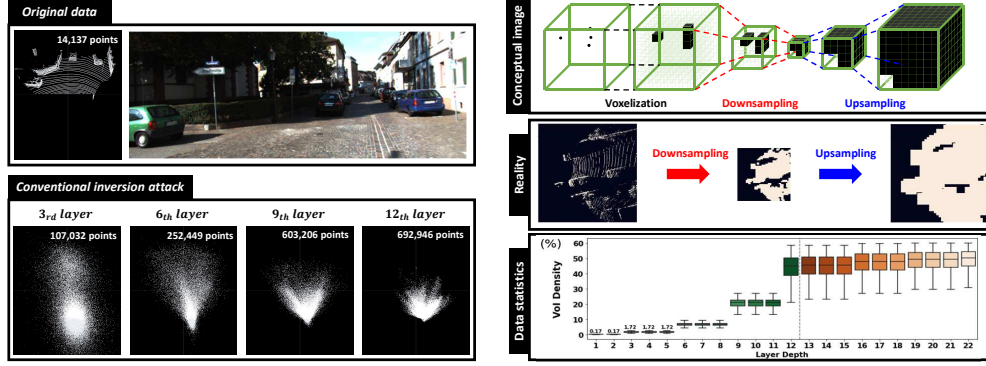 Original data
14,137 points
Conventional inversion attack
3rd layer
6th layer
9th layer
12th layer
107,032 points
252,449 points
603,206 points
692,946 points
Conceptual image
Voxelization
Downsampling
Upsampling
Reality
Downsampling
Upsampling
Data statistics
(%)
Vol Density
60
50
40
30
20
10
0
0.17 0.17 1.72 1.72 1.72
1 2 3 4 5 6 7 8 9 10 11 12 13 14 15 16 17 18 19 20 21 22
Layer Depth